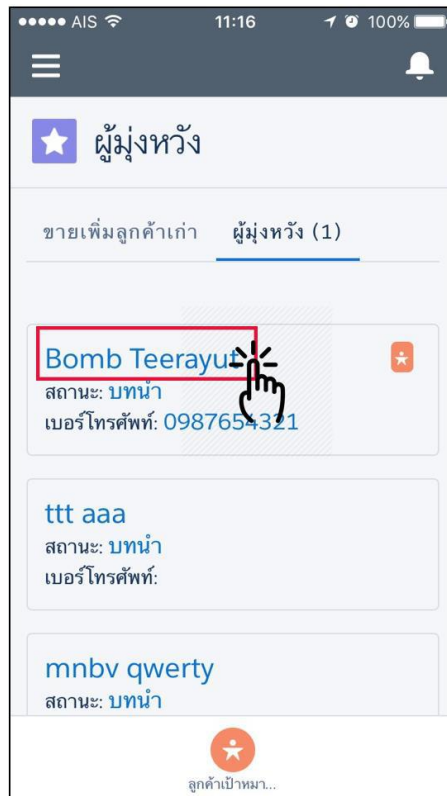 AIS 11:16 100%
ผู้มุ่งหวัง
ขายเพิ่มลูกค้าเก่า ผู้มุ่งหวัง (1)
Bomb Teerayut
สถานะ: บทนำ
เบอร์โทรศัพท์: 0987654321
ttt aaa
สถานะ: บทนำ
เบอร์โทรศัพท์:
mnbv qwerty
สถานะ: บทนำ
ลูกค้าเป้าหมา...